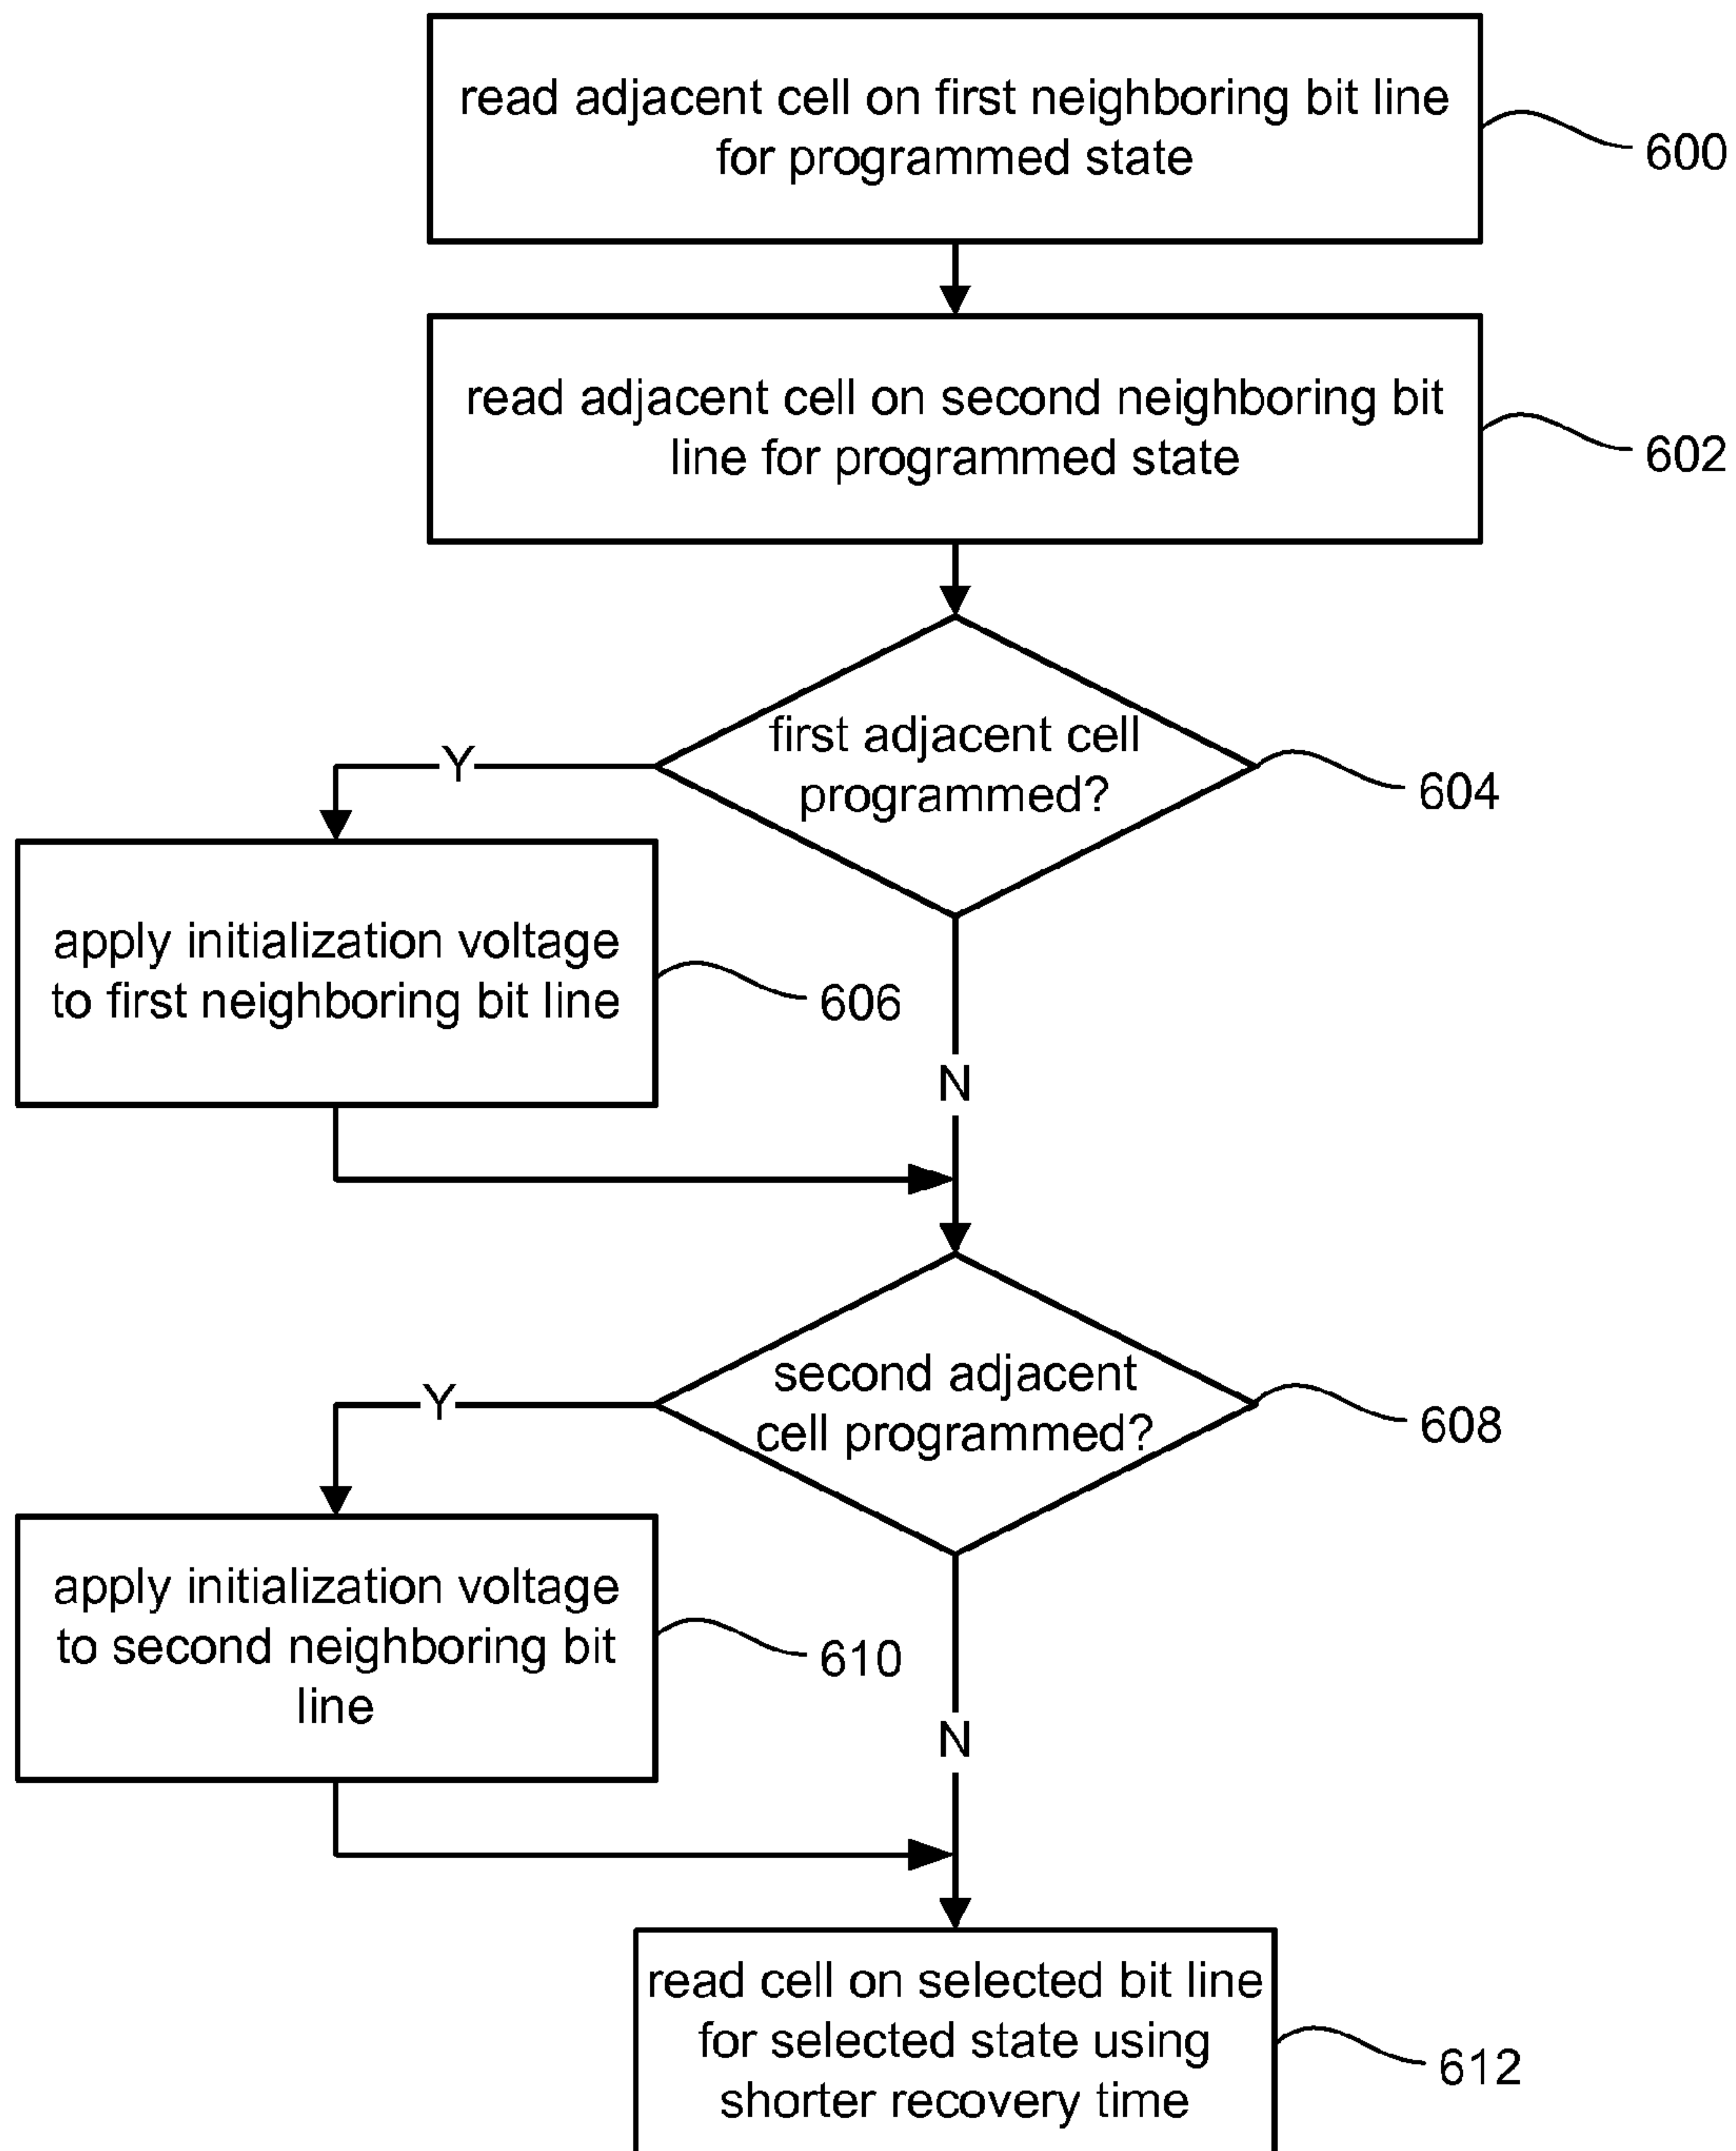 read adjacent cell on first neighboring bit line
for programmed state
600
read adjacent cell on second neighboring bit
line for programmed state
602
first adjacent cell
programmed?
604
Y
apply initialization voltage
to first neighboring bit line
606
N
second adjacent
cell programmed?
608
Y
apply initialization voltage
to second neighboring bit
line
610
N
read cell on selected bit line
for selected state using
shorter recovery time
612